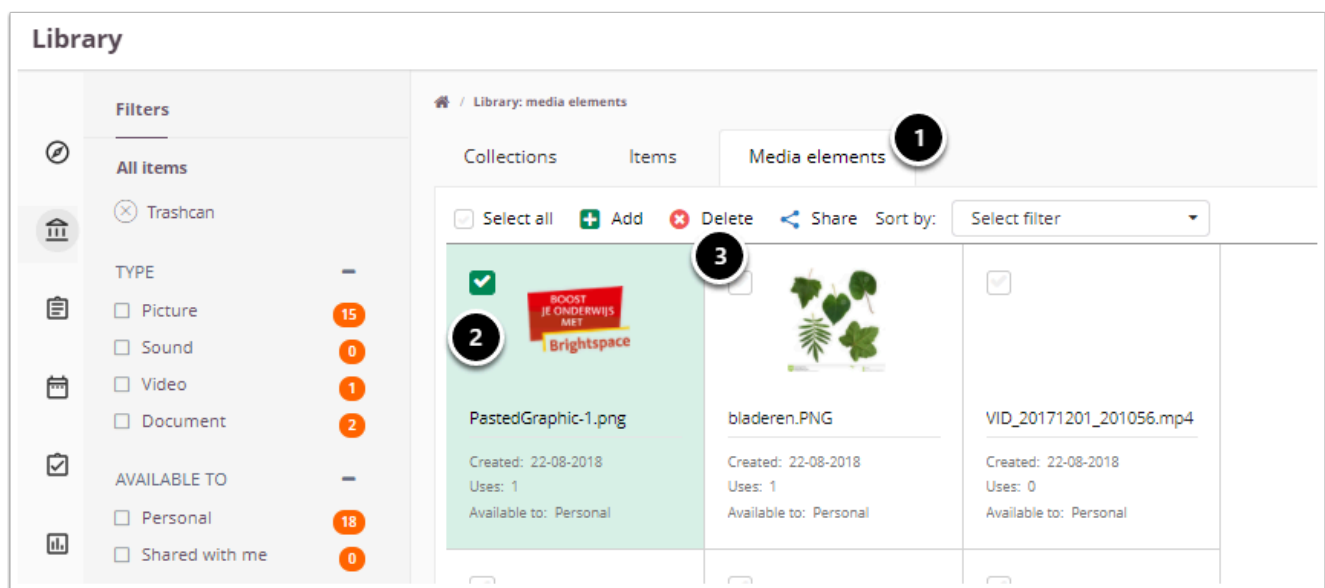 Library
Filters
All items
Trashcan
TYPE
Picture 15
Sound 0
Video 1
Document 2
AVAILABLE TO
Personal 18
Shared with me 0
/ Library: media elements
Collections Items Media elements 1
Select all Add Delete Share Sort by: Select filter
3
2
BOOST
JE ONDERWIJS
MET
Brightspace
PastedGraphic-1.png
Created: 22-08-2018
Uses: 1
Available to: Personal
bladeren.PNG
Created: 22-08-2018
Uses: 1
Available to: Personal
VID_20171201_201056.mp4
Created: 22-08-2018
Uses: 0
Available to: Personal